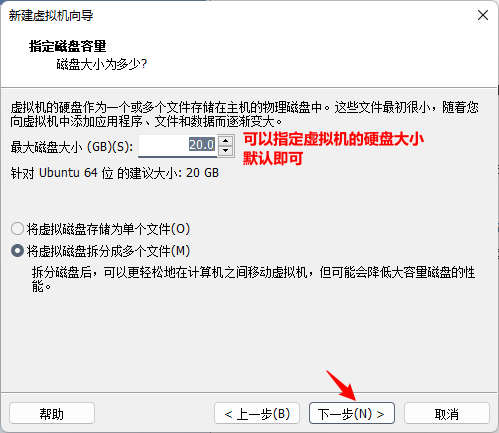 新建虚拟机向导
指定磁盘容量
磁盘大小为多少?
虚拟机的硬盘作为一个或多个文件存储在主机的物理磁盘中。这些文件最初很小，随着您
向虚拟机中添加应用程序、文件和数据而逐渐变大。
最大磁盘大小 (GB)(S): 20.0 可以指定虚拟机的硬盘大小
默认即可
针对 Ubuntu 64 位 的建议大小: 20 GB
将虚拟磁盘存储为单个文件(O)
将虚拟磁盘拆分成多个文件(M)
拆分磁盘后，可以更轻松地在计算机之间移动虚拟机，但可能会降低大容量磁盘的性
能。
帮助 < 上一步(B) 下一步(N) > 取消